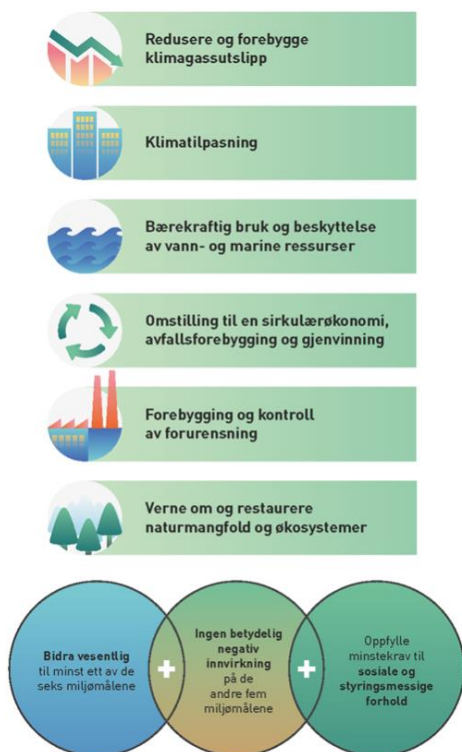 Redusere og forebygge
klimagassutslipp
Klimatilpasning
Bærekraftig bruk og beskyttelse
av vann- og marine ressurser
Omstilling til en sirkulærøkonomi,
avfallsforebygging og gjenvinning
Forebygging og kontroll
av forurensning
Verne om og restaurere
naturmangfold og økosystemer
Bidra vesentlig
til minst ett av de
seks miljømålene
+
Ingen betydelig
negativ
innvirkning
på de
andre fem
miljømålene
+
Oppfylle
minstekrav til
sosiale og
styringsmessige
forhold